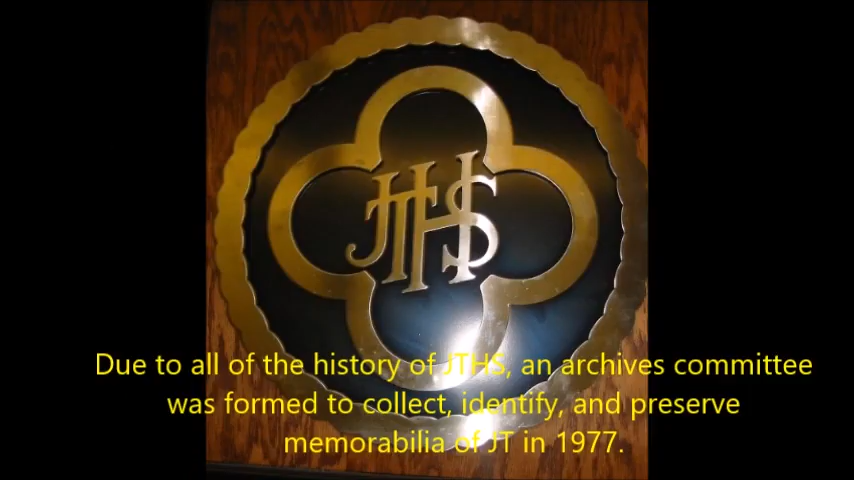 JTHS
Due to all of the history of JTHS, an archives committee
was formed to collect, identify, and preserve
memorabilia of JT in 1977.